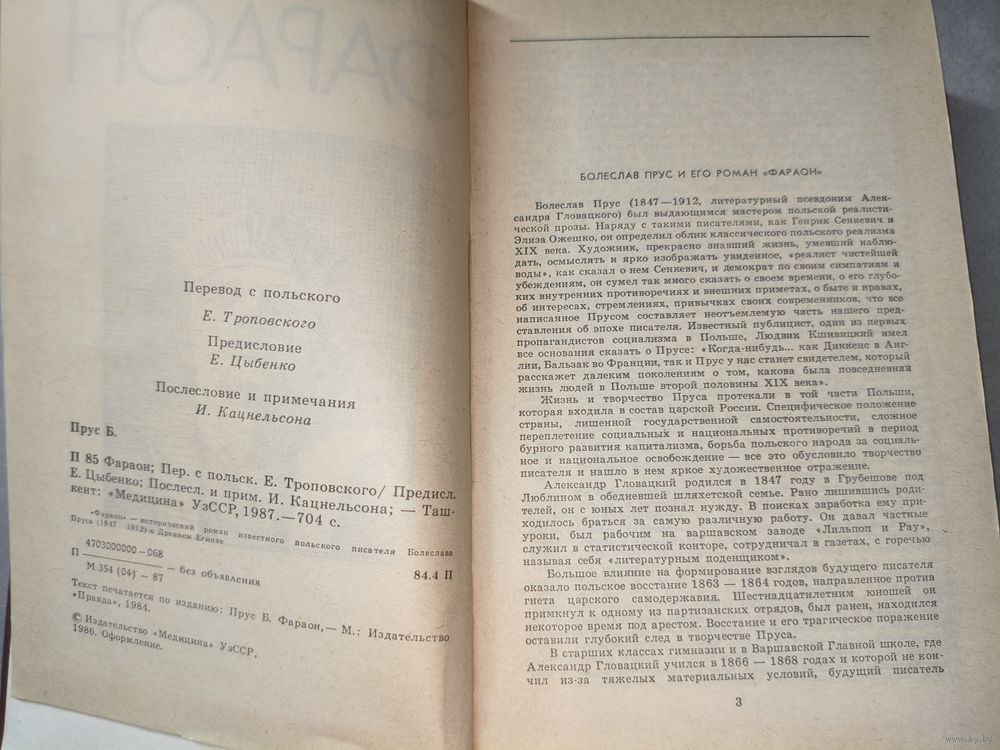 ФАРАОН
Перевод с польского
Е. Троповского
Предисловие
Е. Цыбенко
Послесловие и примечания
И. Кацнельсона
Прус Б.
П 85 Фараон; Пер. с польск. Е. Троповского/ Предисл.
Е. Цыбенко; Послесл. и прим. И. Кацнельсона; — Таш-
кент: «Медицина» УзССР, 1987.—704 с.
«Фараон» — исторический роман известного вольского писателя Болеслава
Пруса (1847 1912) о Древнем Египте
4703000000—068
П — без объявления
М 354 (04)—87
84.4 П
Текст печатается по изданию: Прус Б. Фараон,— М.: Издательство
«Правда», 1984.
© Издательство «Медицина» УзССР,
1986. Оформление.
БОЛЕСЛАВ ПРУС И ЕГО РОМАН «ФАРАОН»
Болеслав Прус (1847—1912, литературный псевдоним Алек-
сандра Гловацкого) был выдающимся мастером польской реалисти-
ческой прозы. Наряду с такими писателями, как Генрик Сенкевич и
Элиза Ожешко, он определил облик классического польского реализма
XIX века. Художник, прекрасно знавший жизнь, умевший наблю-
дать, осмыслять и ярко изображать увиденное, «реалист чистейшей
воды», как сказал о нем Сенкевич, и демократ по своим симпатиям и
убеждениям, он сумел так много сказать о своем времени, о его глубо-
ких внутренних противоречиях и внешних приметах, о быте и нравах,
об интересах, стремлениях, привычках своих современников, что все
написанное Прусом составляет неотъемлемую часть нашего пред-
ставления об эпохе писателя. Известный публицист, один из первых
пропагандистов социализма в Польше, Людвик Кшивицкий имел
все основания сказать о Прусе: «Когда-нибудь... как Диккенс в Анг-
лии, Бальзак во Франции, так и Прус у нас станет свидетелем, который
расскажет далеким поколениям о том, какова была повседневная
жизнь людей в Польше второй половины XIX века».
Жизнь и творчество Пруса протекали в той части Польши,
которая входила в состав царской России. Специфическое положение
страны, лишенной государственной самостоятельности, сложное
переплетение социальных и национальных противоречий в период
бурного развития капитализма, борьба польского народа за социаль-
ное и национальное освобождение — все это обусловило творчество
писателя и нашло в нем яркое художественное отражение.
Александр Гловацкий родился в 1847 году в Грубешове под
Люблином в обедневшей шляхетской семье. Рано лишившись роди-
телей, он с юных лет познал нужду. В поисках заработка ему при-
ходилось браться за самую различную работу. Он давал частные
уроки, был рабочим на варшавском заводе «Лильпоп и Рау»,
служил в статистической конторе, сотрудничал в газетах, с горечью
называя себя «литературным поденщиком».
Большое влияние на формирование взглядов будущего писателя
оказало польское восстание 1863 — 1864 годов, направленное против
гнета царского самодержавия. Шестнадцатилетним юношей он
примкнул к одному из партизанских отрядов, был ранен, находился
некоторое время под арестом. Восстание и его трагическое поражение
оставили глубокий след в творчестве Пруса.
В старших классах гимназии и в Варшавской Главной школе, где
Александр Гловацкий учился в 1866 — 1868 годах и которой не кон-
чил из-за тяжелых материальных условий, будущий писатель
3
www.ay.by